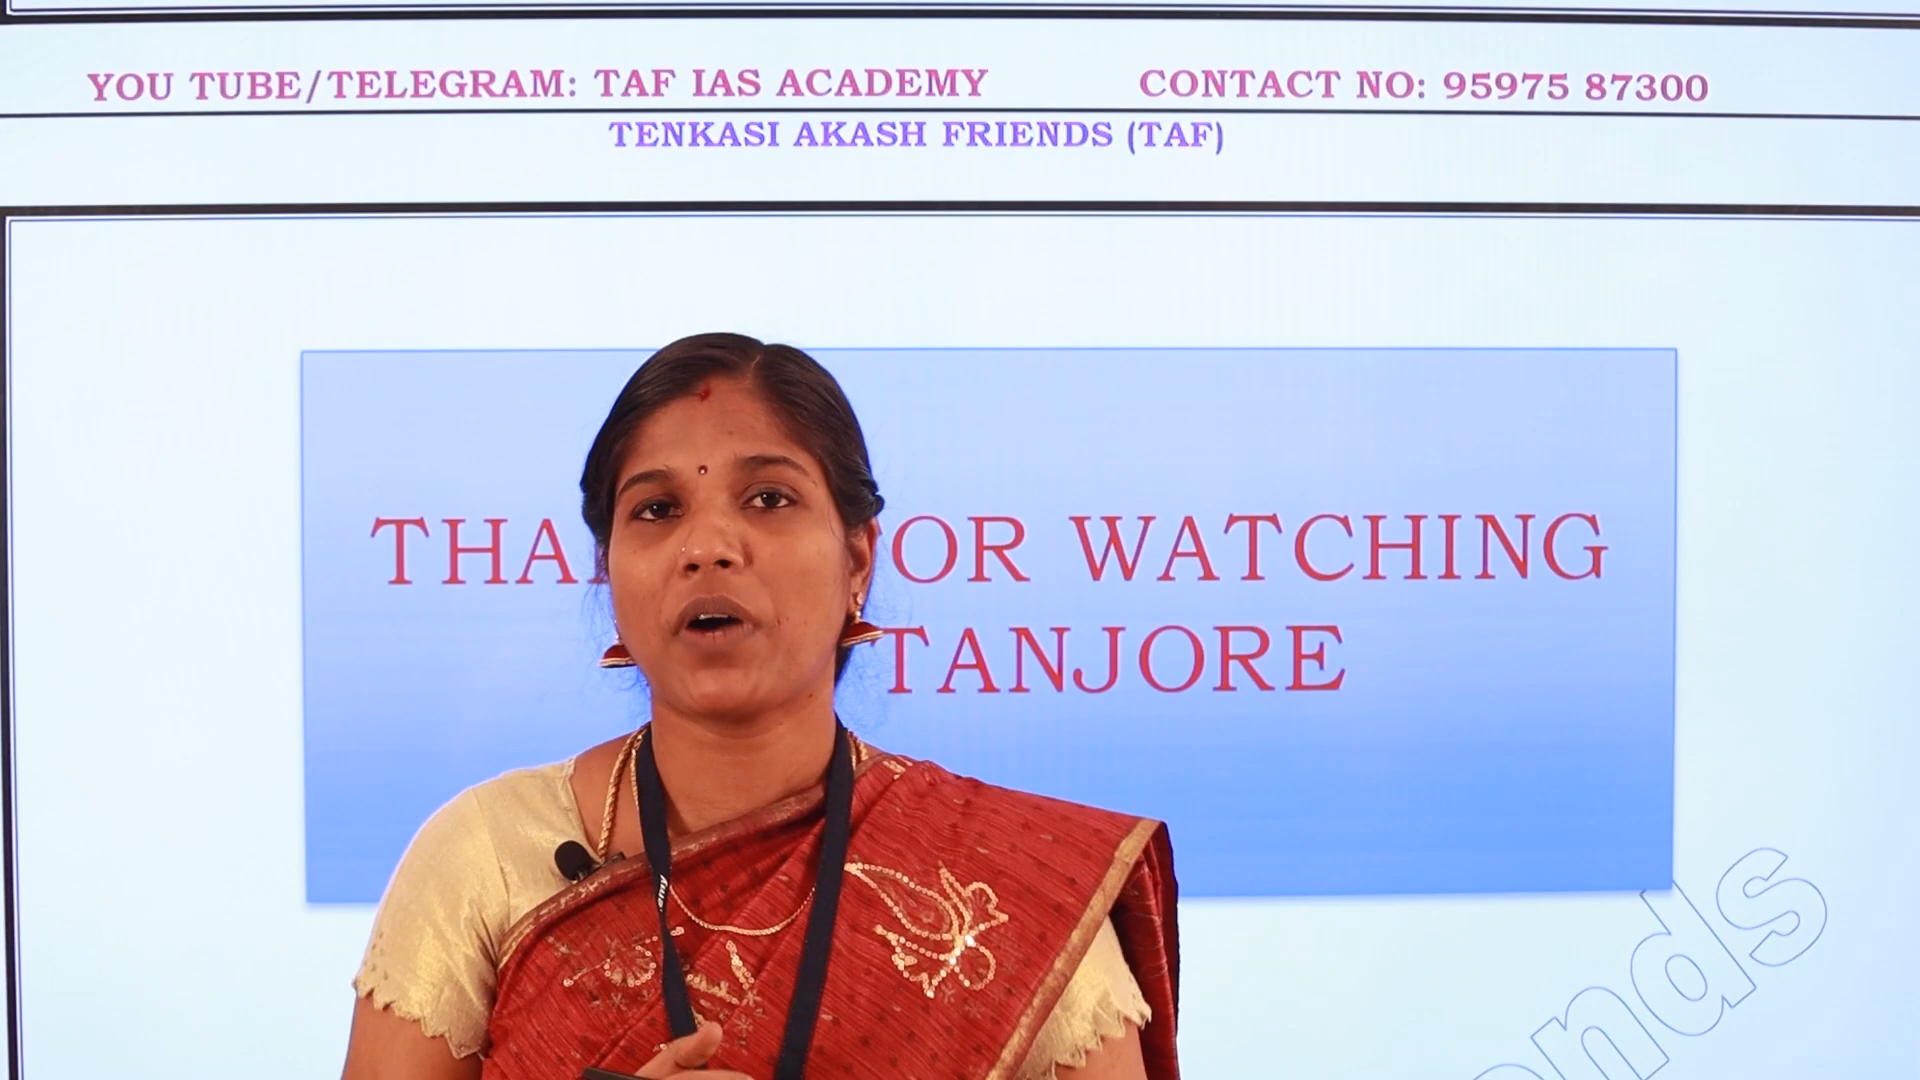 YOU TUBE/TELEGRAM: TAF IAS ACADEMY CONTACT NO: 95975 87300
TENKASI AKASH FRIENDS (TAF)
OR WATCHING
TANJORE